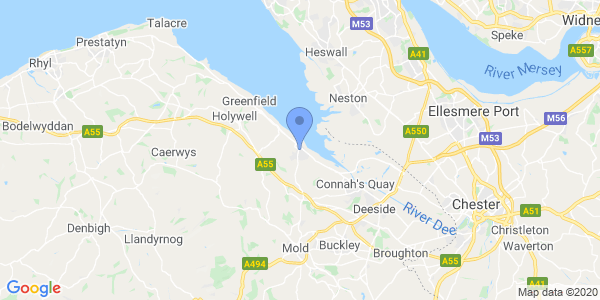 Talacre
M53
Speke
Widne
Prestatyn
Heswall
A41
A557
Rhyl
River Mersey
Greenfield
Neston
Holywell
Ellesmere Port
Bodelwyddan
A55
A550
M56
M53
Caerwys
A55
Connah's Quay
Chester
Deeside
A51
River Dee
Denbigh
Llandyrnog
Christleton
Mold
Buckley
Waverton
Broughton
A55
A494
A41
Google
Map data ©2020